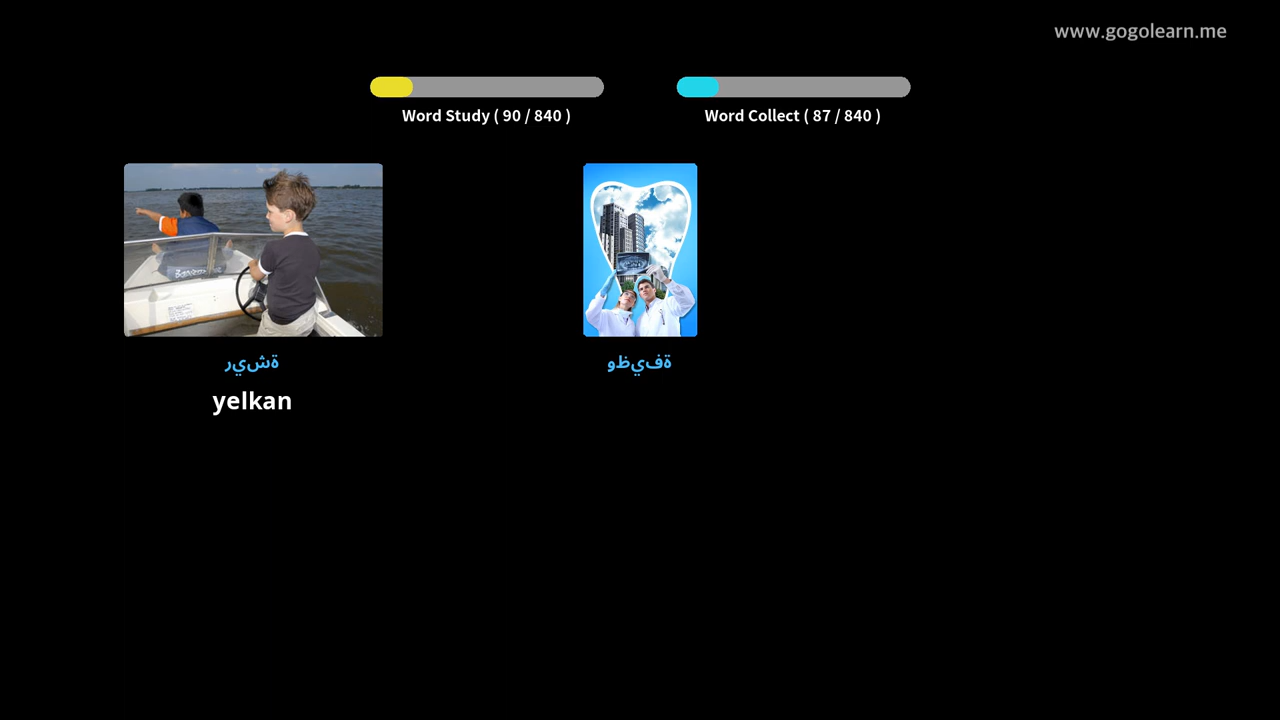 www.gogolearn.me
Word Study ( 90 / 840 )
Word Collect ( 87 / 840 )
ةشير
yelkan
ةفيظو